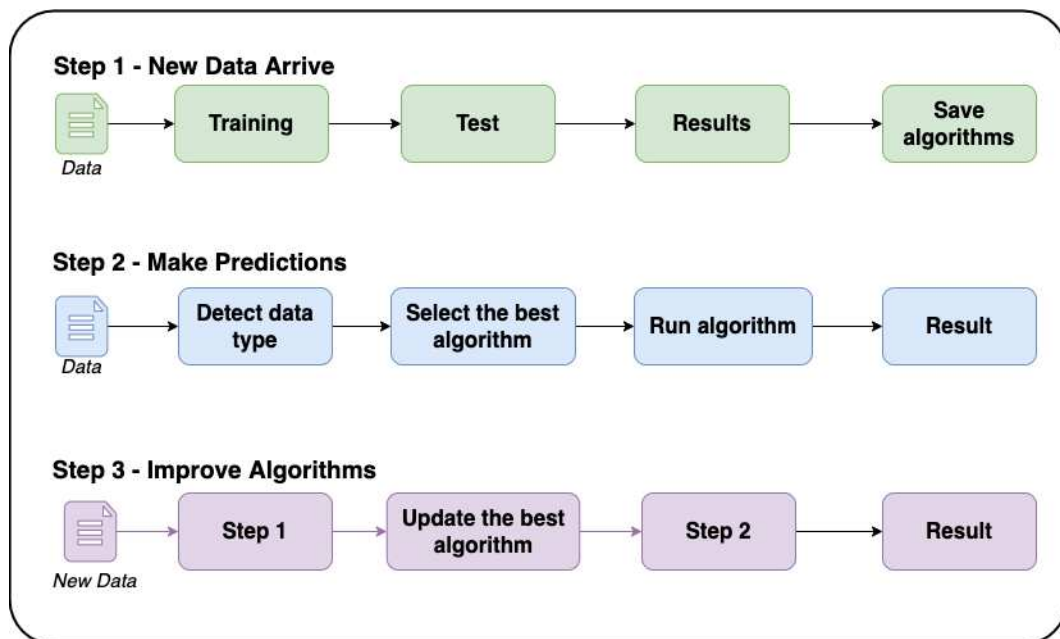 Step 1 - New Data Arrive
Training
Test
Results
Save
algorithms
Data
Step 2 - Make Predictions
Detect data
type
Select the best
algorithm
Run algorithm
Result
Data
Step 3 - Improve Algorithms
Step 1
Update the best
algorithm
Step 2
Result
New Data